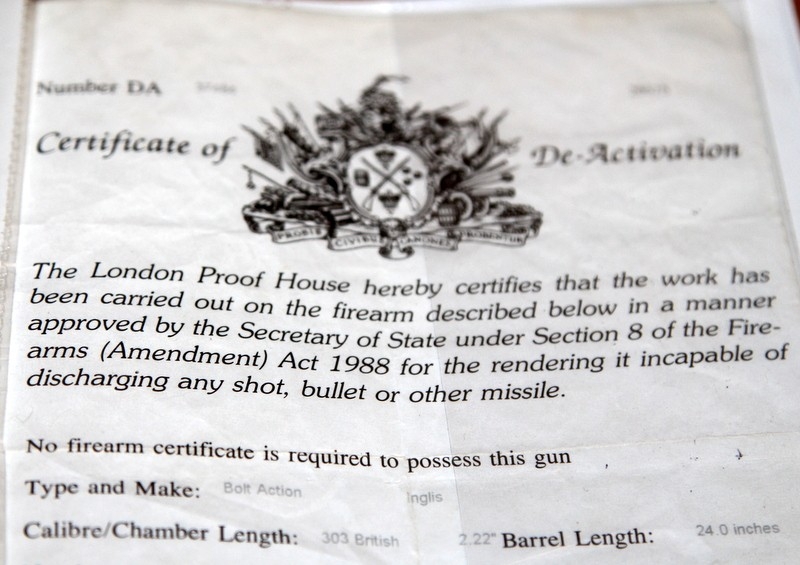 Number DA
Certificate of De-Activation
PROBIS CIVIBUS CANONES PROBENTUR
The London Proof House hereby certifies that the work has
been carried out on the firearm described below in a manner
approved by the Secretary of State under Section 8 of the Fire-
arms (Amendment) Act 1988 for the rendering it incapable of
discharging any shot, bullet or other missile.
No firearm certificate is required to possess this gun
Type and Make: Bolt Action Inglis
Calibre/Chamber Length: 303 British 2.22" Barrel Length: 24.0 inches